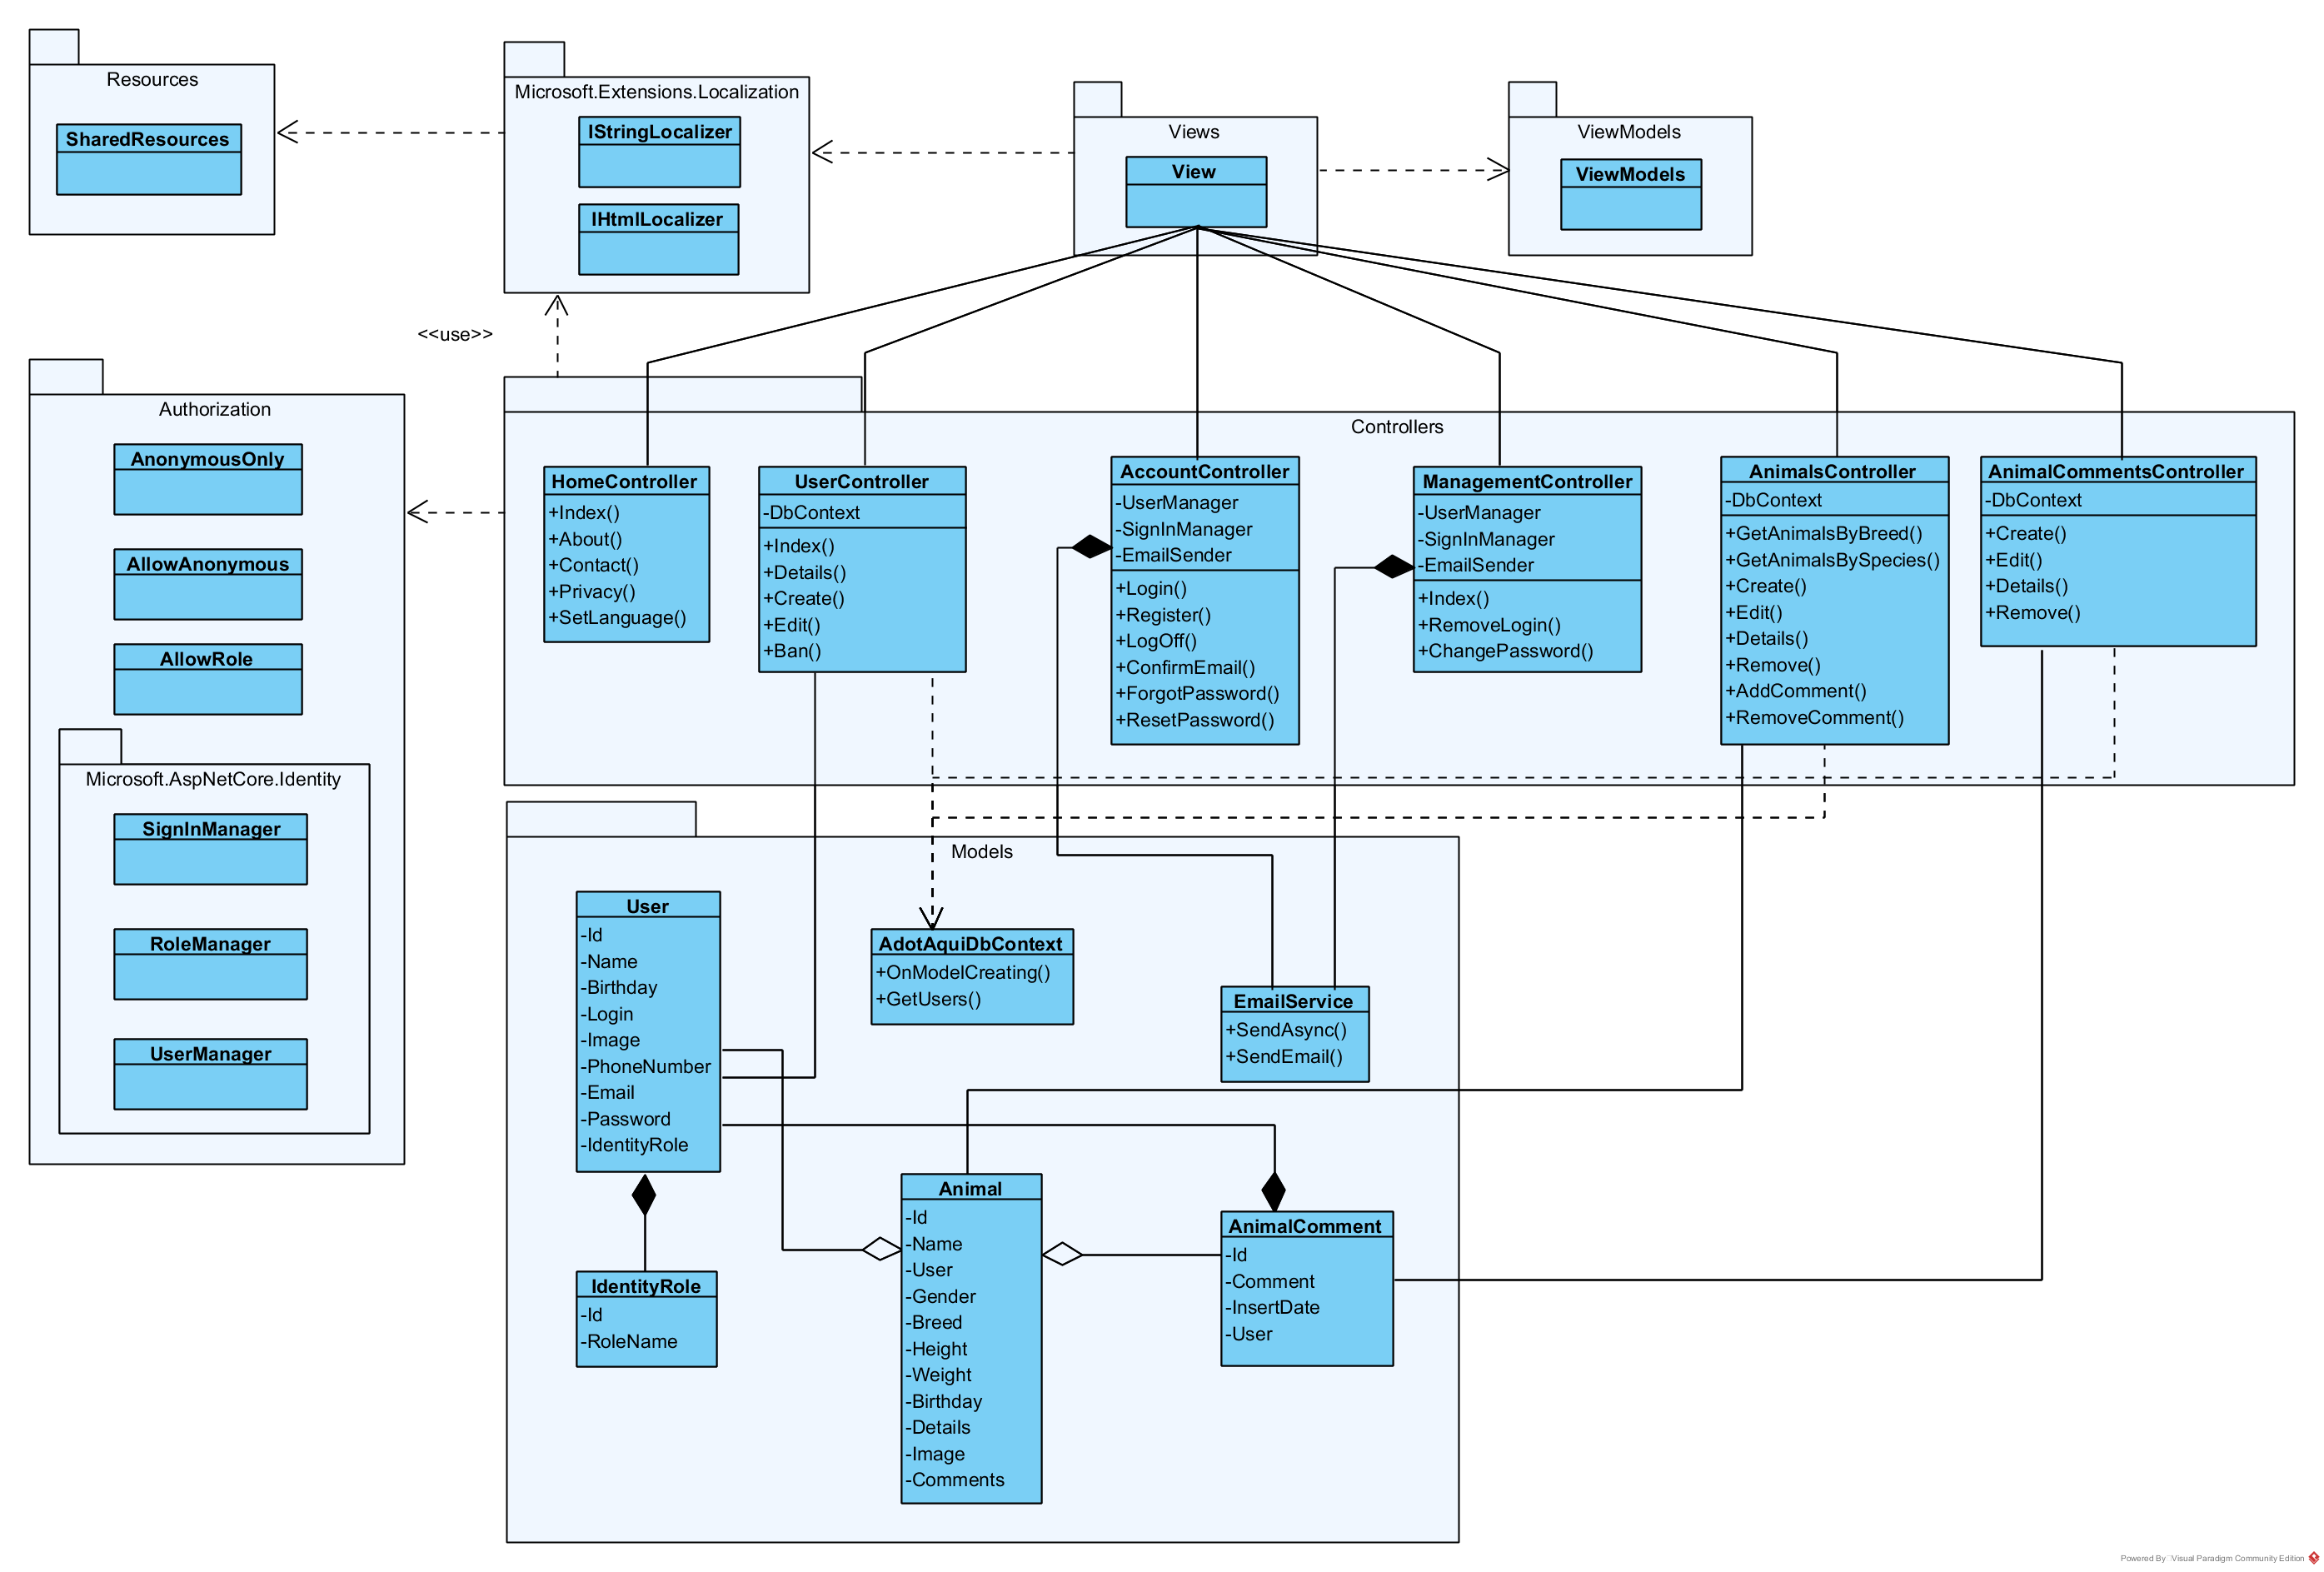 Resources
SharedResources
Microsoft.Extensions.Localization
IStringLocalizer
IHtmlLocalizer
Views
View
ViewModels
ViewModels
<<use>>
Authorization
AnonymousOnly
AllowAnonymous
AllowRole
Microsoft.AspNetCore.Identity
SignInManager
RoleManager
UserManager
Controllers
HomeController
+Index()
+About()
+Contact()
+Privacy()
+SetLanguage()
UserController
-DbContext
+Index()
+Details()
+Create()
+Edit()
+Ban()
AccountController
-UserManager
-SignInManager
-EmailSender
+Login()
+Register()
+LogOff()
+ConfirmEmail()
+ForgotPassword()
+ResetPassword()
ManagementController
-UserManager
-SignInManager
-EmailSender
+Index()
+RemoveLogin()
+ChangePassword()
AnimalsController
-DbContext
+GetAnimalsByBreed()
+GetAnimalsBySpecies()
+Create()
+Edit()
+Details()
+Remove()
+AddComment()
+RemoveComment()
AnimalCommentsController
-DbContext
+Create()
+Edit()
+Details()
+Remove()
Models
User
-Id
-Name
-Birthday
-Login
-Image
-PhoneNumber
-Email
-Password
-IdentityRole
AdotAquiDbContext
+OnModelCreating()
+GetUsers()
EmailService
+SendAsync()
+SendEmail()
IdentityRole
-Id
-RoleName
Animal
-Id
-Name
-User
-Gender
-Breed
-Height
-Weight
-Birthday
-Details
-Image
-Comments
AnimalComment
-Id
-Comment
-InsertDate
-User
Powered By Visual Paradigm Community Edition